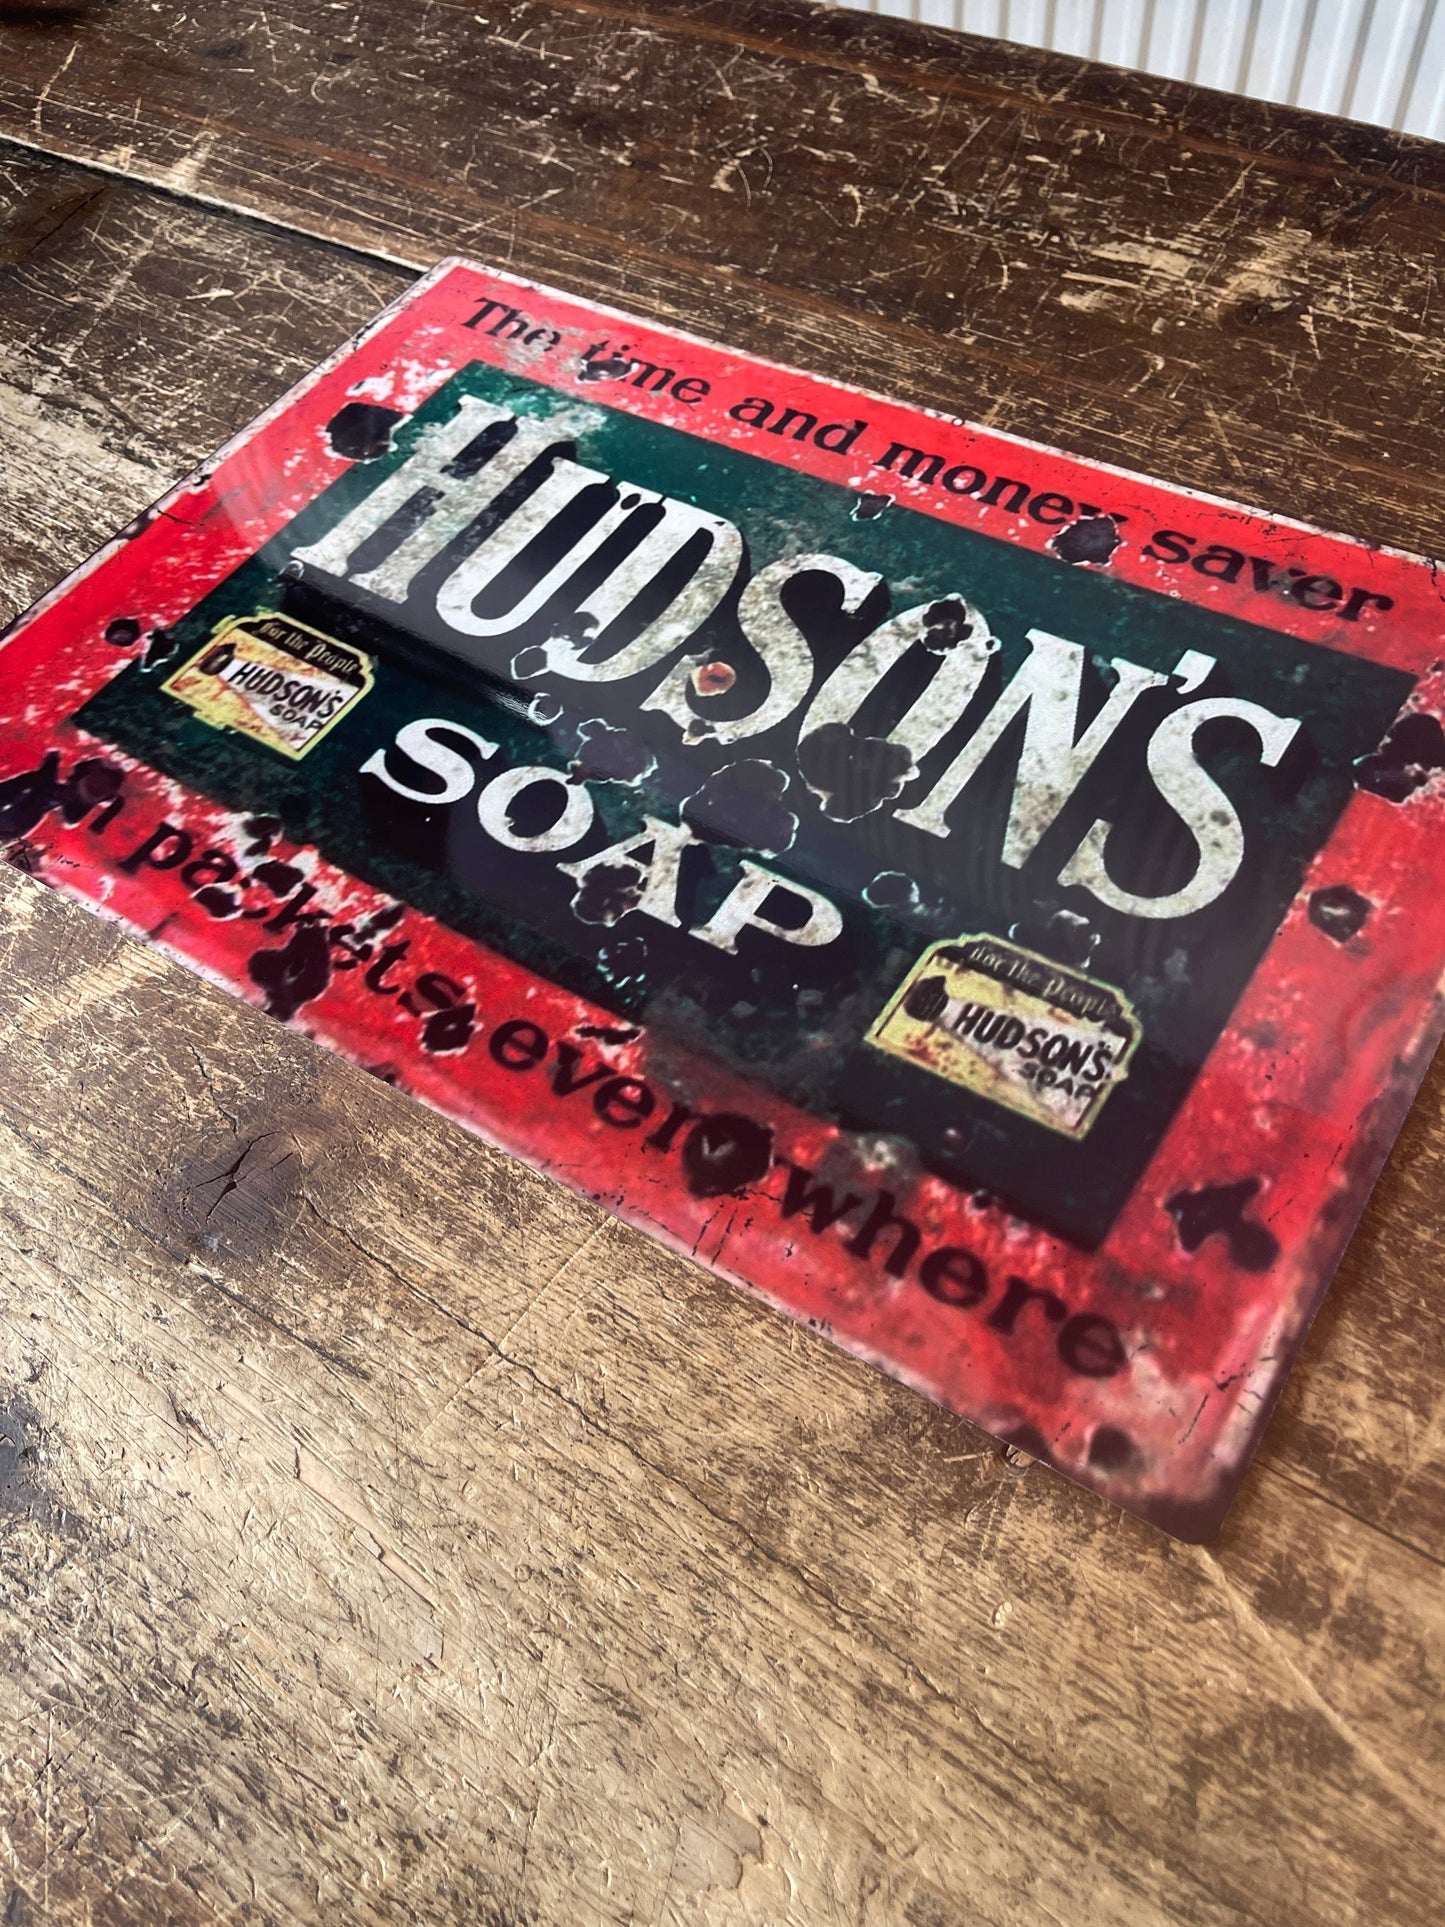 The time and money saver
HUDSON'S
SOAP
For the People
HUDSON'S
SOAP
For the People
HUDSON'S
SOAP
In packets everywhere